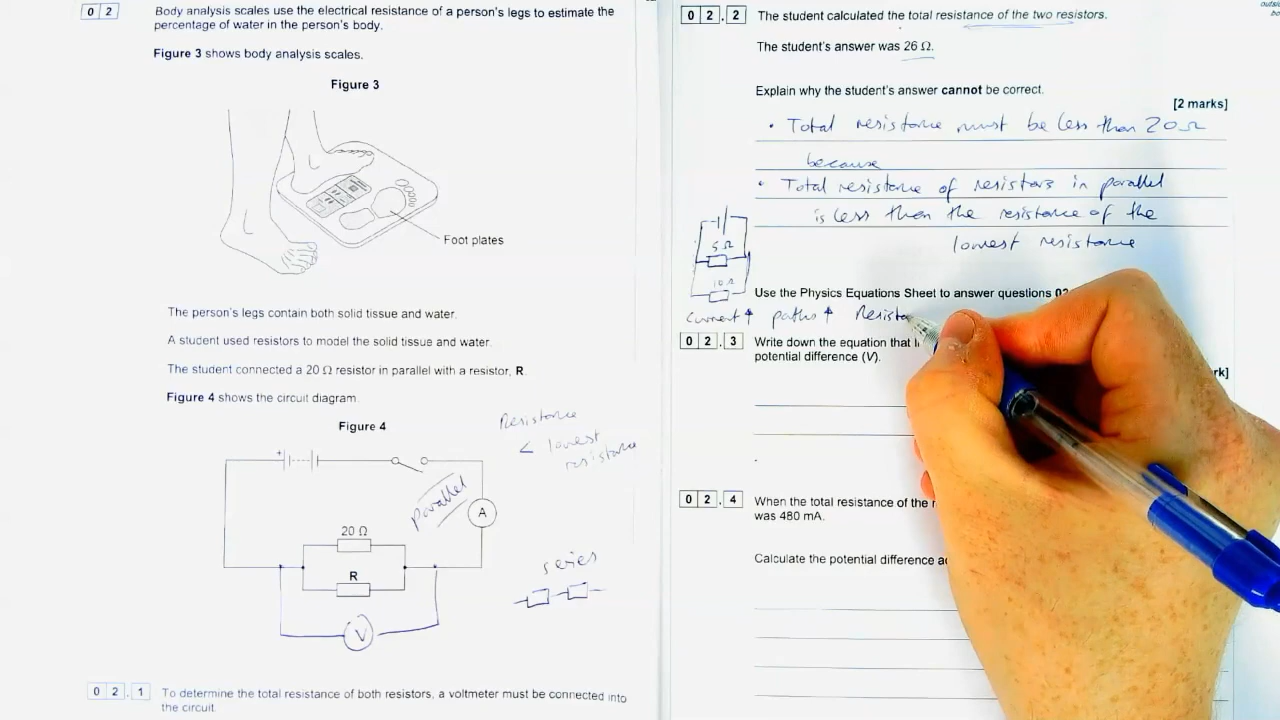 0 2
Body analysis scales use the electrical resistance of a person's legs to estimate the
percentage of water in the person's body.
Figure 3 shows body analysis scales.
Figure 3
Foot plates
The person's legs contain both solid tissue and water.
A student used resistors to model the solid tissue and water.
The student connected a 20 Ω resistor in parallel with a resistor, R.
Figure 4 shows the circuit diagram.
Figure 4
+
A
20 Ω
R
V
Parallel
Resistance
< lowest
resistance
series
0 2 . 1
To determine the total resistance of both resistors, a voltmeter must be connected into
the circuit.
0 2 . 2
The student calculated the total resistance of the two resistors.
The student's answer was 26 Ω.
Explain why the student's answer cannot be correct.
[2 marks]
• Total resistance must be less than 20Ω
because
• Total resistance of resistors in parallel
is less than the resistance of the
lowest resistance
5 Ω
10 Ω
Use the Physics Equations Sheet to answer questions
current ↑ paths ↑ Resista
0 2 . 3
Write down the equation that
potential difference (V).
0 2 . 4
When the total resistance of the
was 480 mA.
Calculate the potential difference